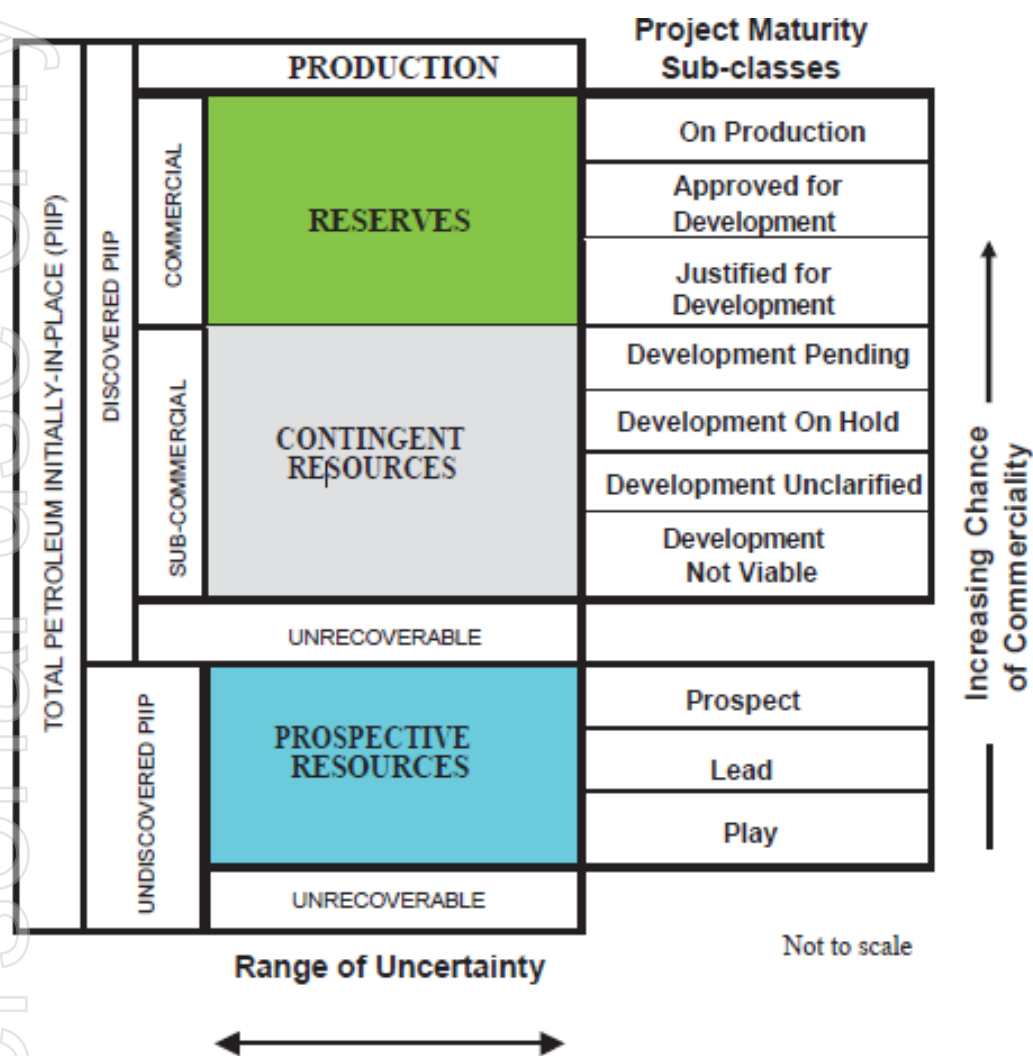 Project Maturity
Sub-classes
PRODUCTION
TOTAL PETROLEUM INITIALLY-IN-PLACE (PIIP)
DISCOVERED PIIP
COMMERCIAL
RESERVES
On Production
Approved for
Development
Justified for
Development
SUB-COMMERCIAL
CONTINGENT
RESOURCES
Development Pending
Development On Hold
Development Unclarified
Development
Not Viable
UNRECOVERABLE
UNDISCOVERED PIIP
PROSPECTIVE
RESOURCES
Prospect
Lead
Play
UNRECOVERABLE
Increasing Chance
of Commerciality
Not to scale
Range of Uncertainty